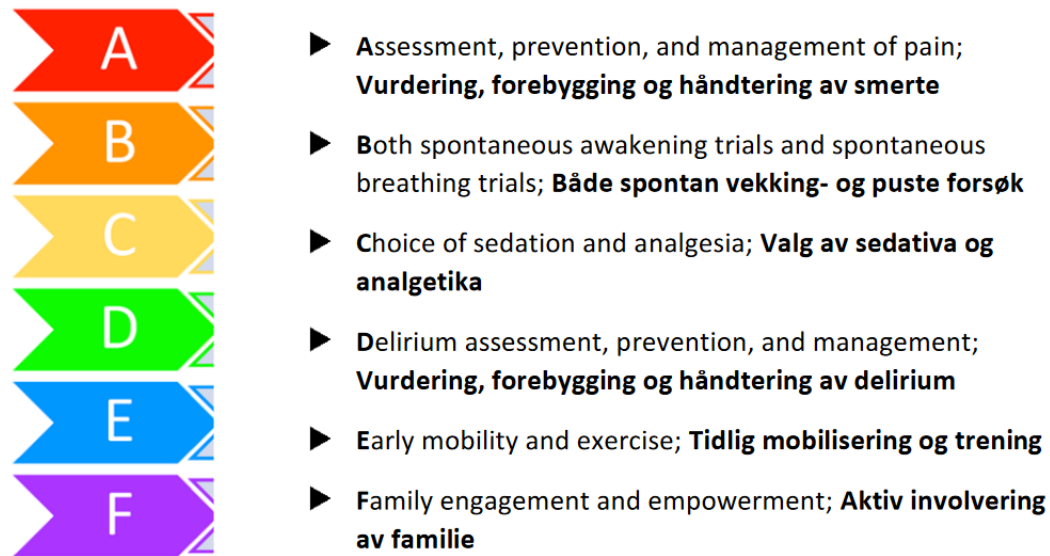 A
► Assessment, prevention, and management of pain;
Vurdering, forebygging og håndtering av smerte
B
► Both spontaneous awakening trials and spontaneous
breathing trials; Både spontan vekking- og puste forsøk
C
► Choice of sedation and analgesia; Valg av sedativa og
analgetika
D
► Delirium assessment, prevention, and management;
Vurdering, forebygging og håndtering av delirium
E
► Early mobility and exercise; Tidlig mobilisering og trening
F
► Family engagement and empowerment; Aktiv involvering
av familie